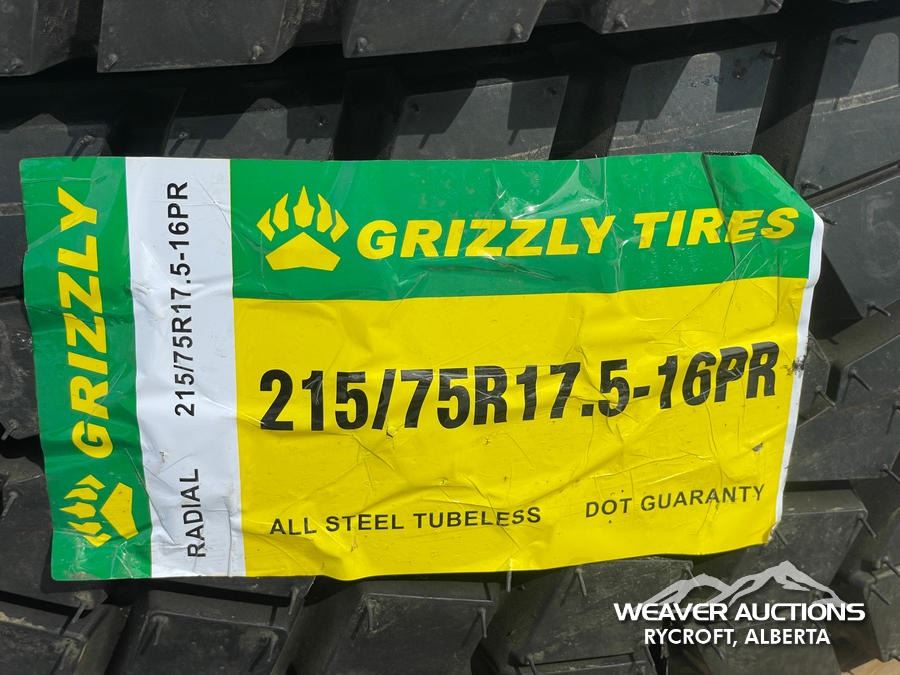 GRIZZLY
RADIAL 215/75R17.5-16PR
GRIZZLY TIRES
215/75R17.5-16PR
ALL STEEL TUBELESS DOT GUARANTY
WEAVER AUCTIONS
RYCROFT, ALBERTA